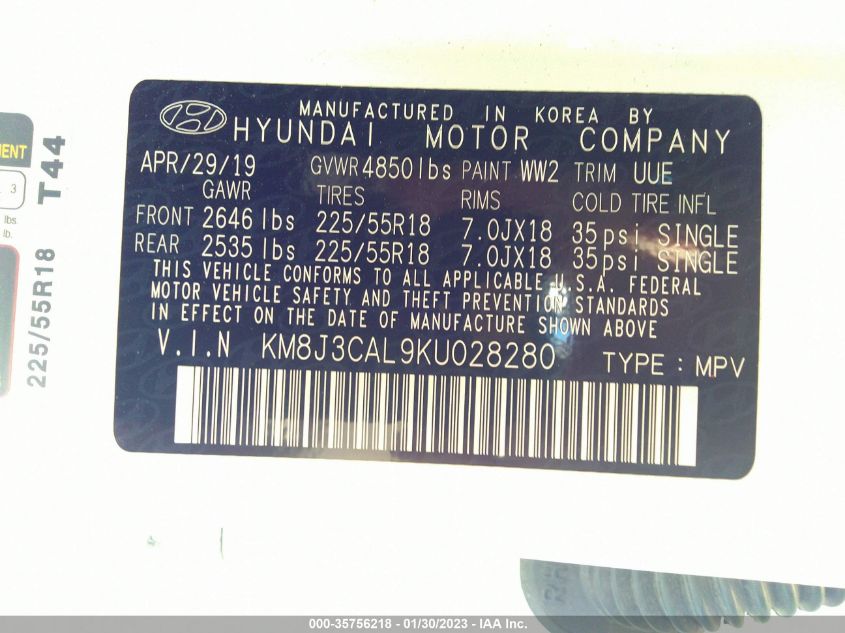 MANUFACTURED IN KOREA BY
HYUNDAI MOTOR COMPANY
APR/29/19 GVWR 4850lbs PAINT WW2 TRIM UUE
GAWR TIRES RIMS COLD TIRE INFL
FRONT 2646 lbs 225/55R18 7.0JX18 35 psi SINGLE
REAR 2535 lbs 225/55R18 7.0JX18 35 psi SINGLE
THIS VEHICLE CONFORMS TO ALL APPLICABLE U.S.A. FEDERAL
MOTOR VEHICLE SAFETY AND THEFT PREVENTION STANDARDS
IN EFFECT ON THE DATE OF MANUFACTURE SHOWN ABOVE
V.I.N KM8J3CAL9KU028280 TYPE : MPV
3
lbs.
lb.
225/55R18 T44
000-35756218 - 01/30/2023 - IAA Inc.